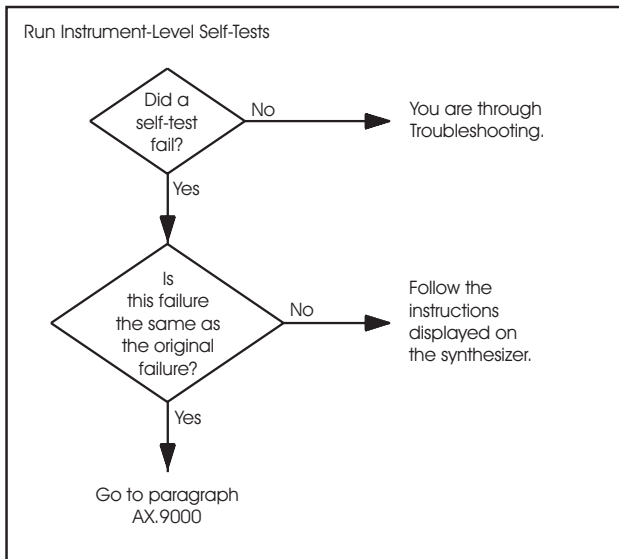 Run Instrument-Level Self-Tests
Did a
self-test
fail?
No
You are through
Troubleshooting.
Yes
Is
this failure
the same as
the original
failure?
No
Follow the
instructions
displayed on
the synthesizer.
Yes
Go to paragraph
AX.9000